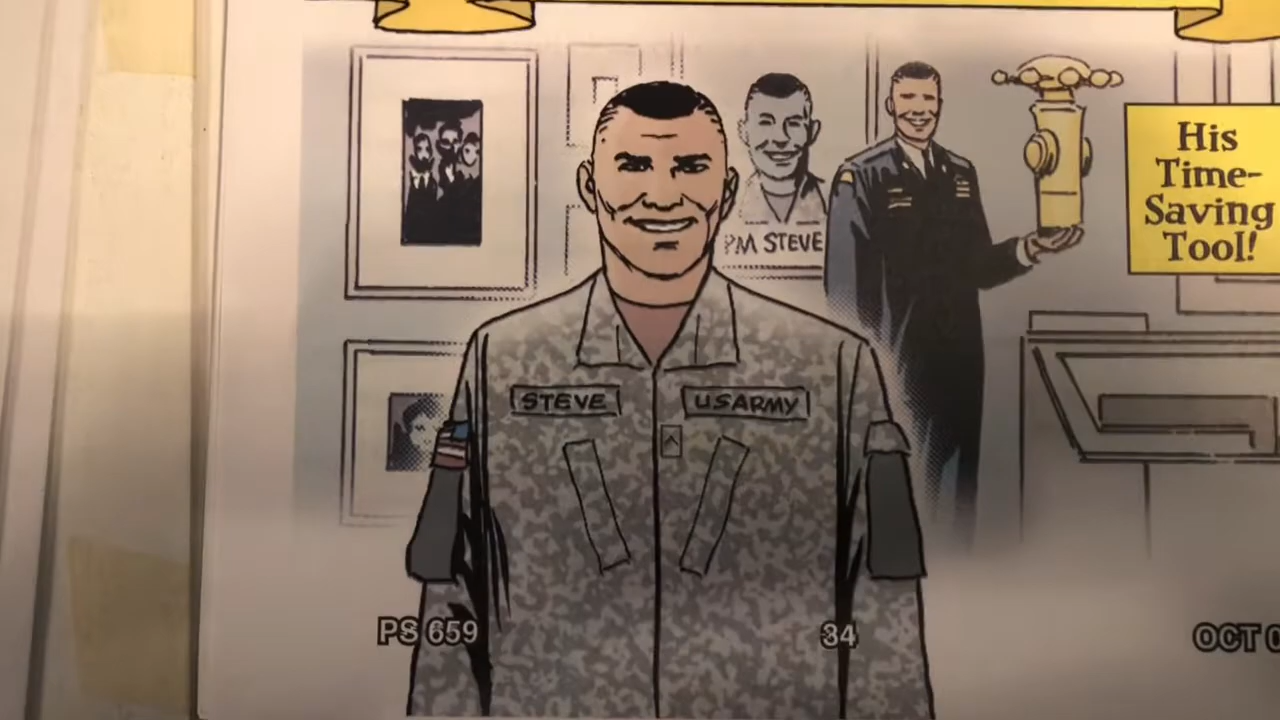 His
Time-
Saving
Tool!
PM STEVE
STEVE
USARMY
PS 659
34
OCT